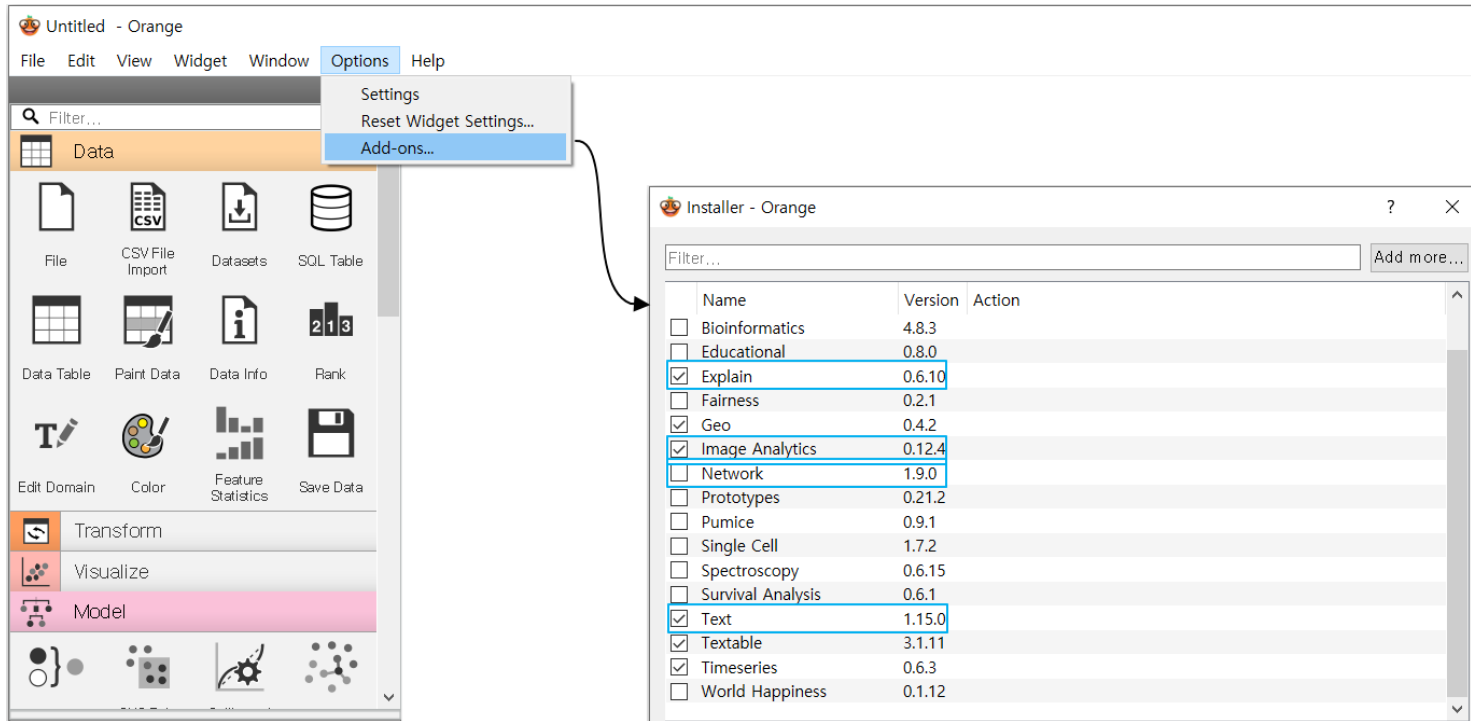 Untitled - Orange
File Edit View Widget Window Options Help
Settings
Reset Widget Settings...
Add-ons...
Filter...
Data
CSV
File
CSV File Import
Datasets
SQL Table
2 1 3
Data Table
Paint Data
Data Info
Rank
Edit Domain
Color
Feature Statistics
Save Data
Transform
Visualize
Model
Installer - Orange
Filter...
Add more...
Name Version Action
Bioinformatics 4.8.3
Educational 0.8.0
Explain 0.6.10
Fairness 0.2.1
Geo 0.4.2
Image Analytics 0.12.4
Network 1.9.0
Prototypes 0.21.2
Pumice 0.9.1
Single Cell 1.7.2
Spectroscopy 0.6.15
Survival Analysis 0.6.1
Text 1.15.0
Textable 3.1.11
Timeseries 0.6.3
World Happiness 0.1.12